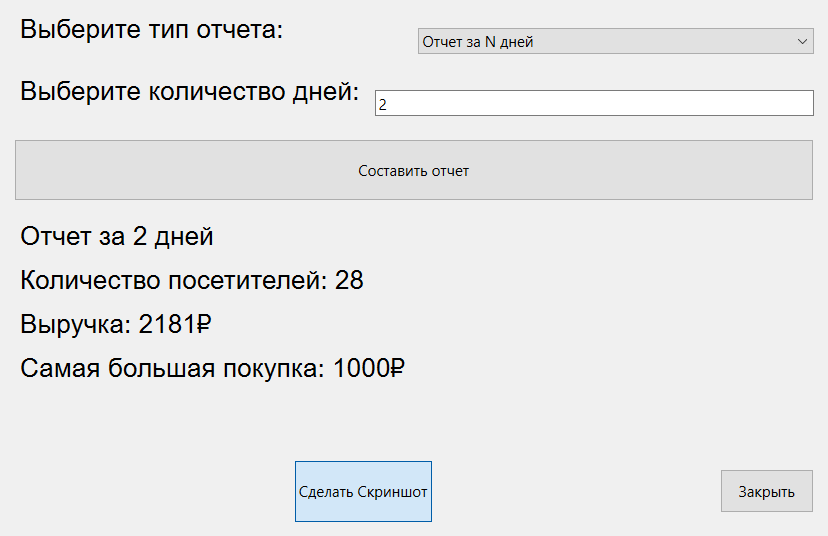 Выберите тип отчета:
Отчет за N дней
Выберите количество дней:
2
Составить отчет
Отчет за 2 дней
Количество посетителей: 28
Выручка: 2181₽
Самая большая покупка: 1000₽
Сделать Скриншот
Закрыть